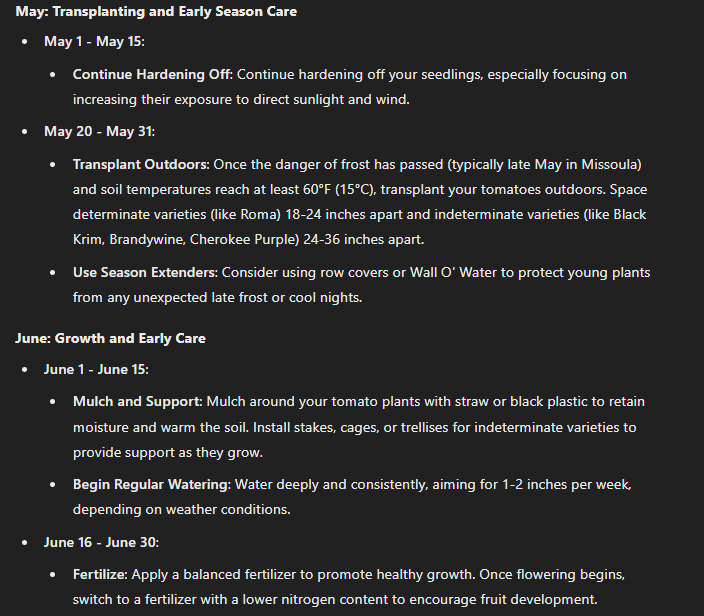 May: Transplanting and Early Season Care
• May 1 - May 15:
• Continue Hardening Off: Continue hardening off your seedlings, especially focusing on
increasing their exposure to direct sunlight and wind.
• May 20 - May 31:
• Transplant Outdoors: Once the danger of frost has passed (typically late May in Missoula)
and soil temperatures reach at least 60°F (15°C), transplant your tomatoes outdoors. Space
determinate varieties (like Roma) 18-24 inches apart and indeterminate varieties (like Black
Krim, Brandywine, Cherokee Purple) 24-36 inches apart.
• Use Season Extenders: Consider using row covers or Wall O' Water to protect young plants
from any unexpected late frost or cool nights.
June: Growth and Early Care
• June 1 - June 15:
• Mulch and Support: Mulch around your tomato plants with straw or black plastic to retain
moisture and warm the soil. Install stakes, cages, or trellises for indeterminate varieties to
provide support as they grow.
• Begin Regular Watering: Water deeply and consistently, aiming for 1-2 inches per week,
depending on weather conditions.
• June 16 - June 30:
• Fertilize: Apply a balanced fertilizer to promote healthy growth. Once flowering begins,
switch to a fertilizer with a lower nitrogen content to encourage fruit development.